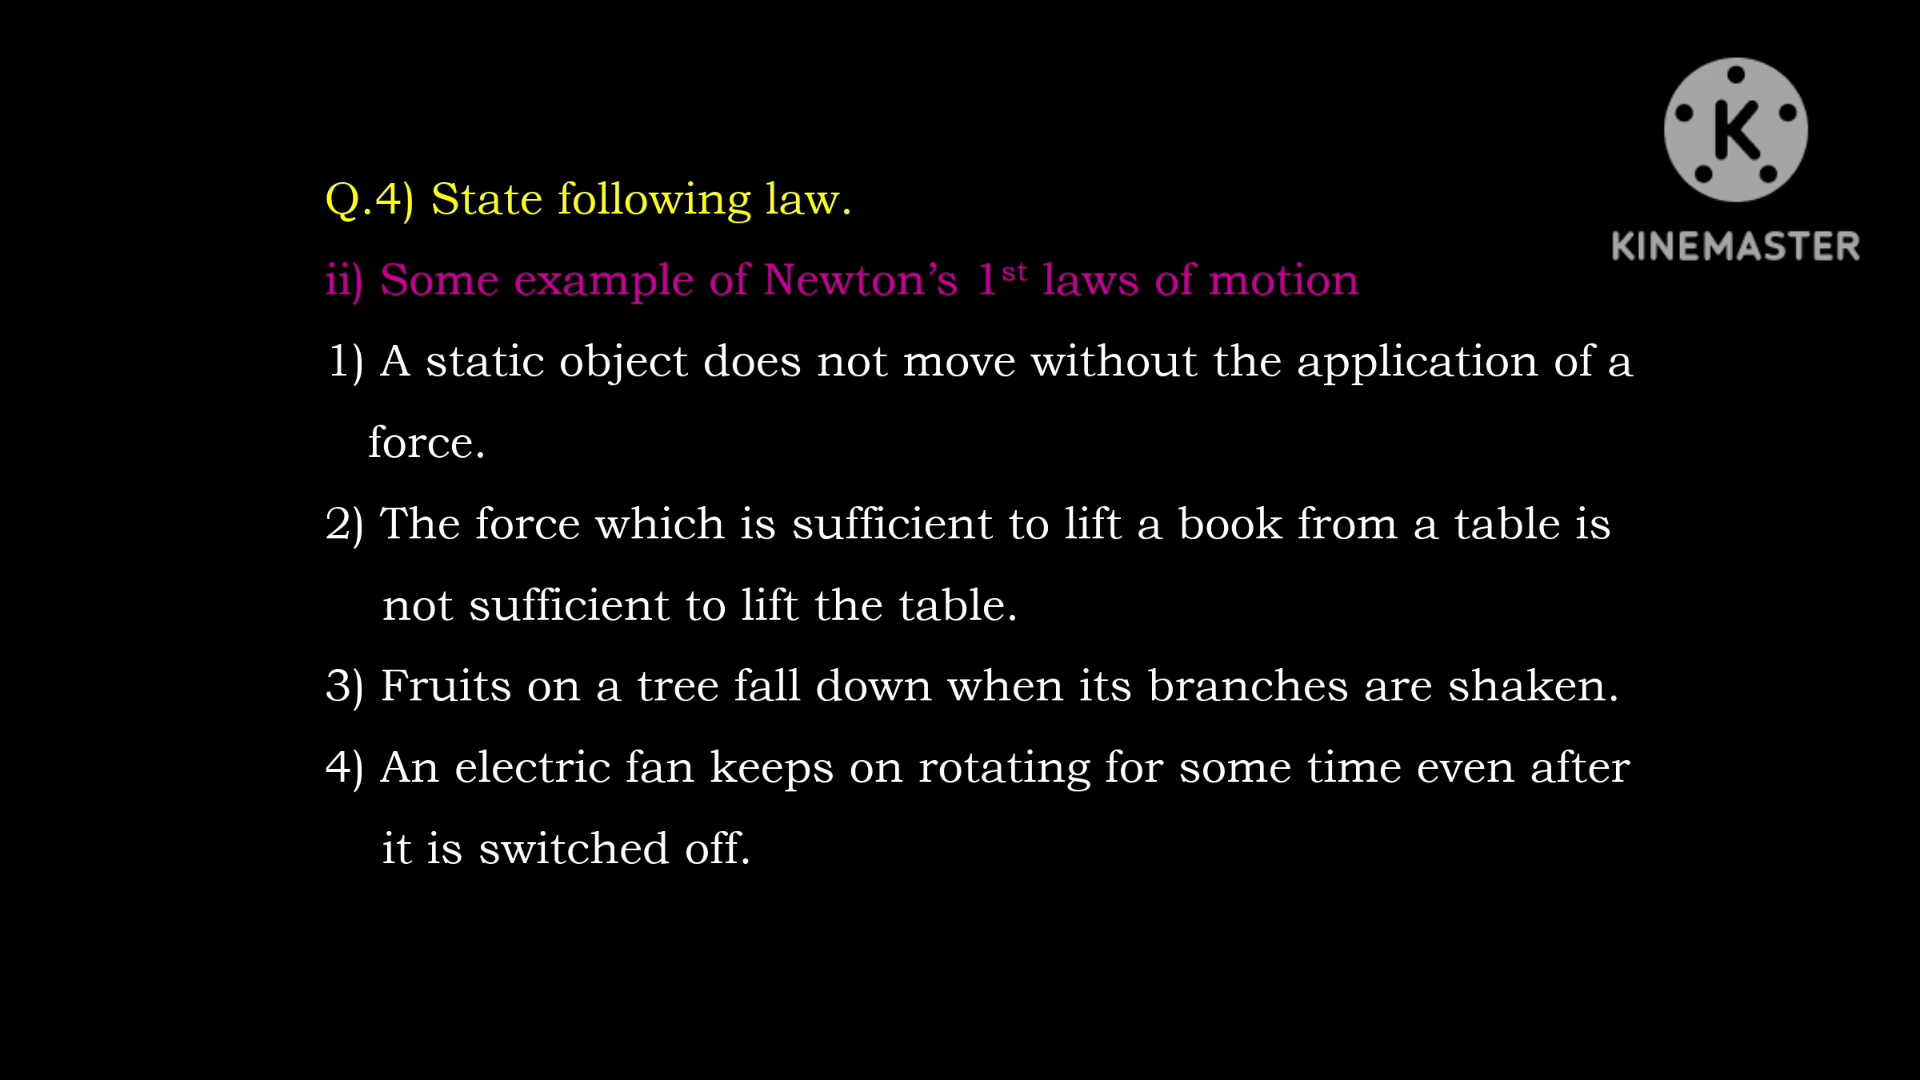 Q.4) State following law.
ii) Some example of Newton’s 1st laws of motion
1) A static object does not move without the application of a
force.
2) The force which is sufficient to lift a book from a table is
not sufficient to lift the table.
3) Fruits on a tree fall down when its branches are shaken.
4) An electric fan keeps on rotating for some time even after
it is switched off.
K
KINEMASTER